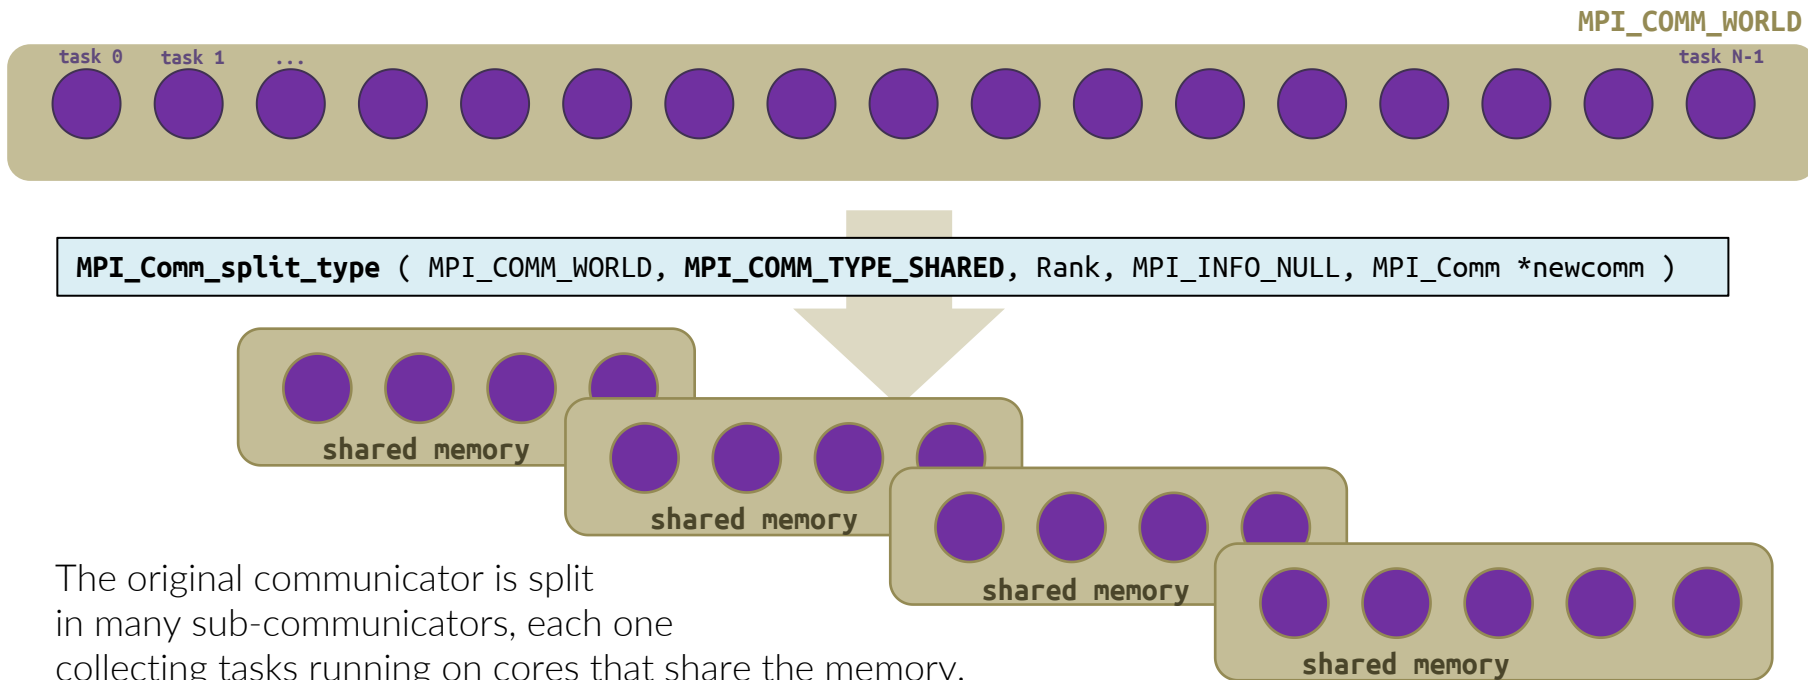 MPI_COMM_WORLD
task 0 task 1 ... task N-1
MPI_Comm_split_type ( MPI_COMM_WORLD, MPI_COMM_TYPE_SHARED, Rank, MPI_INFO_NULL, MPI_Comm *newcomm )
shared memory
shared memory
shared memory
shared memory
The original communicator is split
in many sub-communicators, each one
collecting tasks running on cores that share the memory.